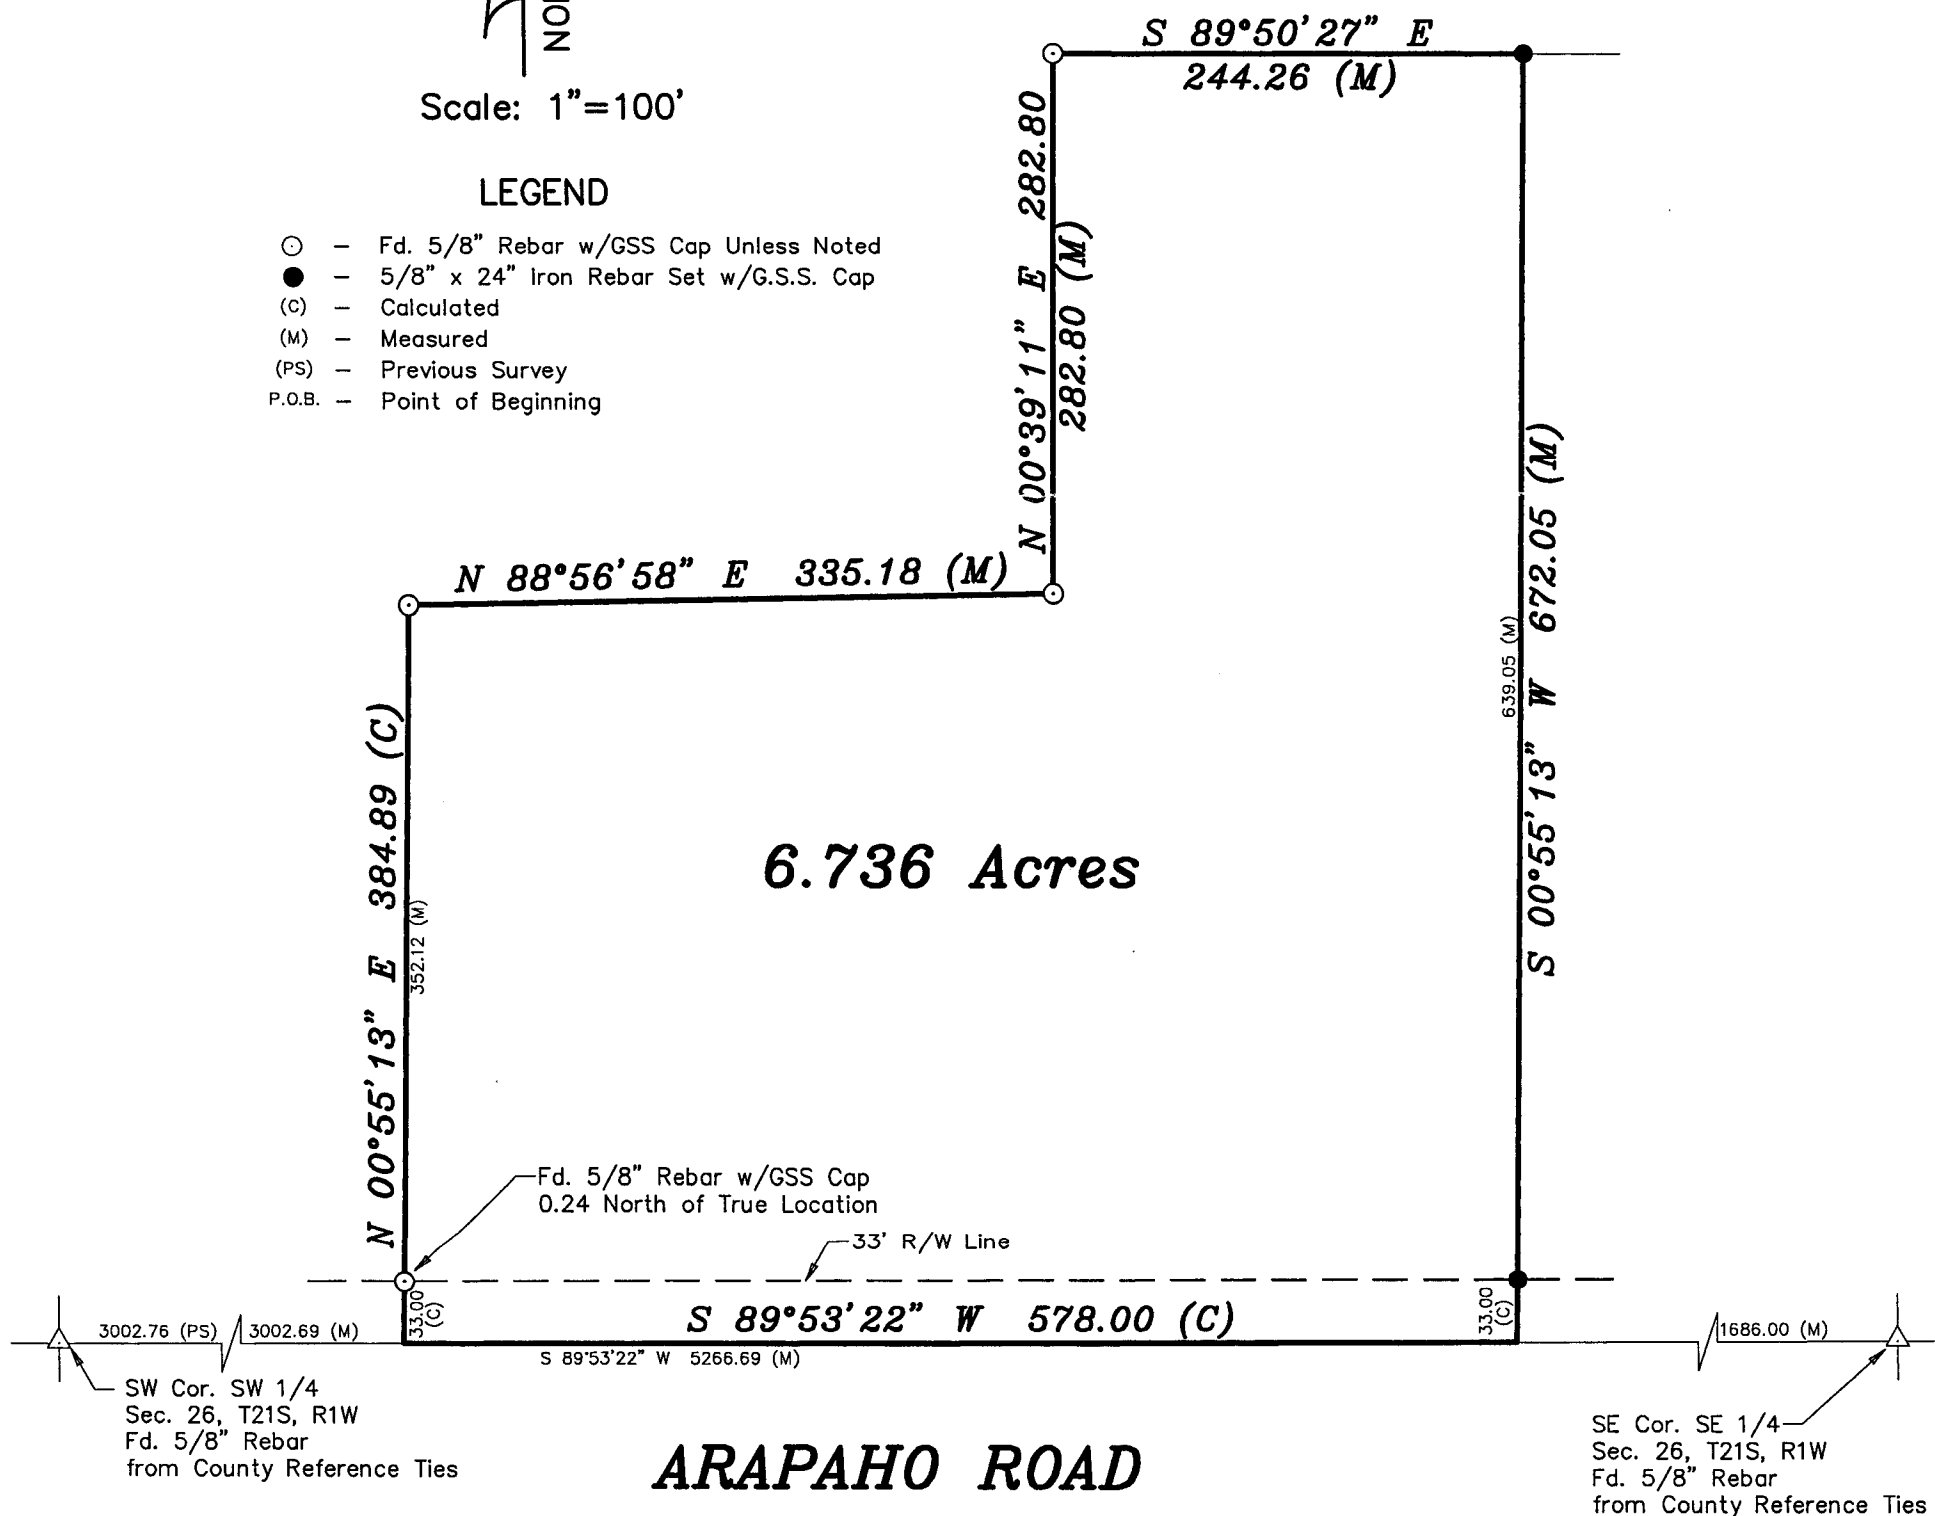 NOR
Scale: 1"=100'
LEGEND
⊙ – Fd. 5/8" Rebar w/GSS Cap Unless Noted
● – 5/8" x 24" Iron Rebar Set w/G.S.S. Cap
(C) – Calculated
(M) – Measured
(PS) – Previous Survey
P.O.B. – Point of Beginning
S 89°50'27" E
244.26 (M)
N 00°39'11" E 282.80
282.80 (M)
N 88°56'58" E 335.18 (M)
S 00°55'13" W 672.05 (M)
639.05 (M)
N 00°55'13" E 384.89 (C)
352.12 (M)
6.736 Acres
Fd. 5/8" Rebar w/GSS Cap
0.24 North of True Location
33' R/W Line
33.00
(C)
S 89°53'22" W 578.00 (C)
33.00
(C)
3002.76 (PS)
3002.69 (M)
S 89°53'22" W 5266.69 (M)
1686.00 (M)
SW Cor. SW 1/4
Sec. 26, T21S, R1W
Fd. 5/8" Rebar
from County Reference Ties
ARAPAHO ROAD
SE Cor. SE 1/4
Sec. 26, T21S, R1W
Fd. 5/8" Rebar
from County Reference Ties